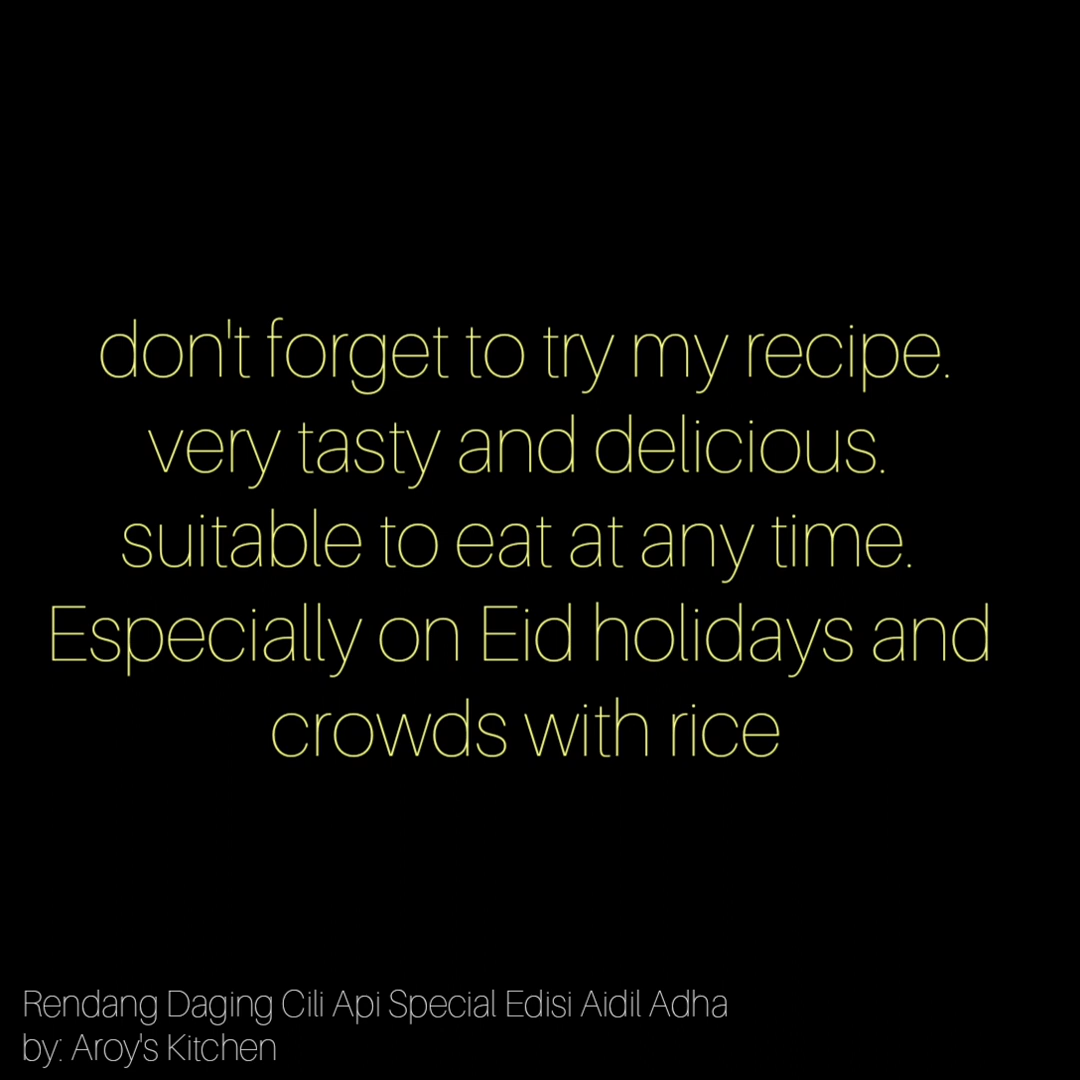 don't forget to try my recipe.
very tasty and delicious.
suitable to eat at any time.
Especially on Eid holidays and
crowds with rice
Rendang Daging Cili Api Special Edisi Aidil Adha
by: Aroy's Kitchen